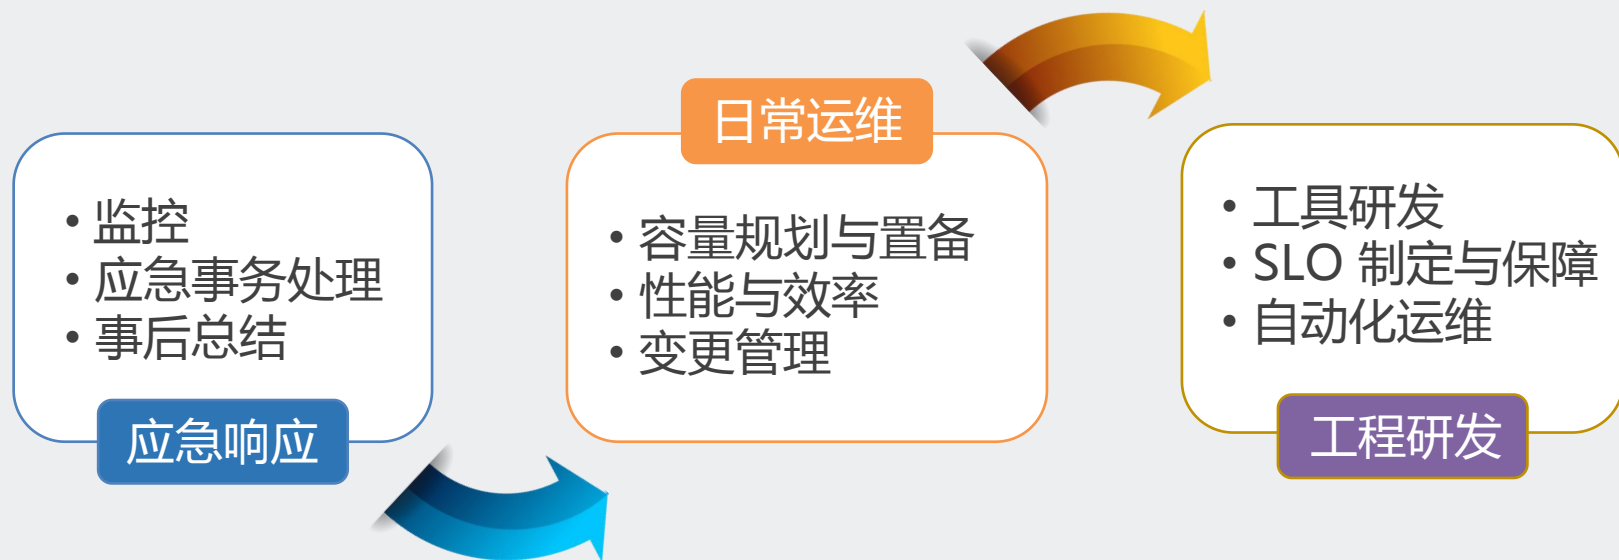 • 监控
• 应急事务处理
• 事后总结
应急响应
日常运维
• 容量规划与置备
• 性能与效率
• 变更管理
• 工具研发
• SLO 制定与保障
• 自动化运维
工程研发